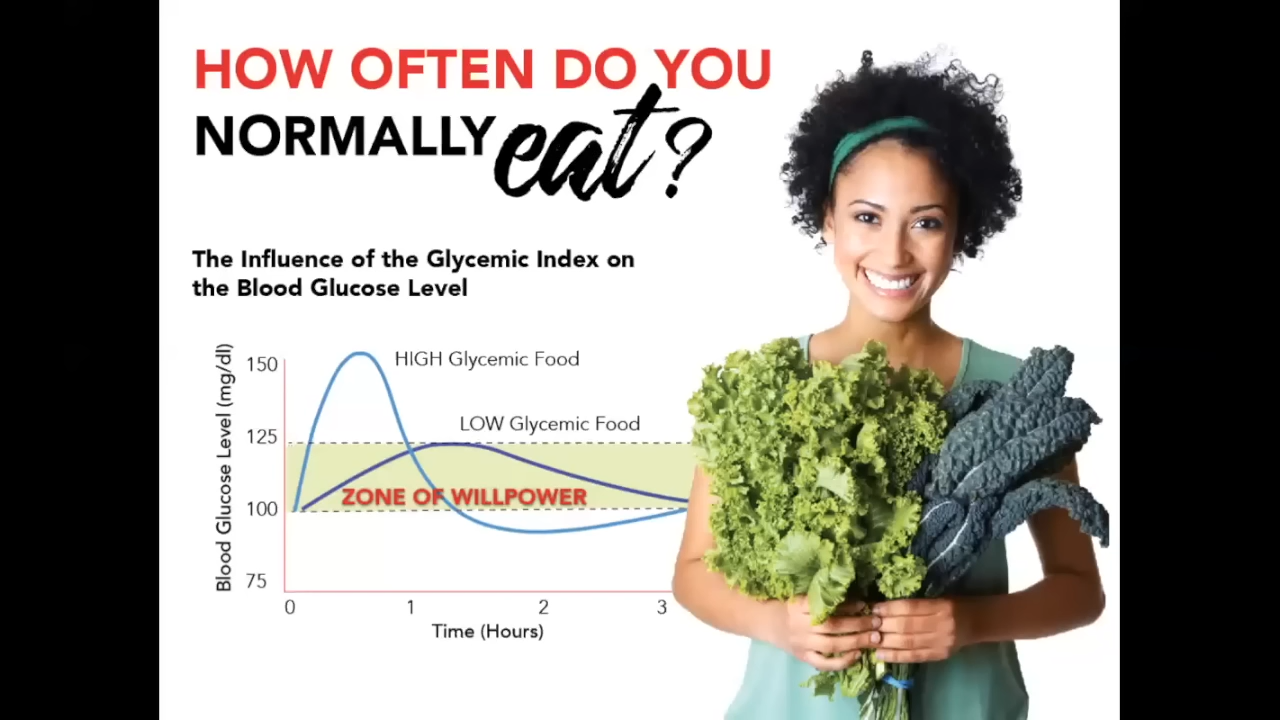 HOW OFTEN DO YOU
NORMALLY eat?
The Influence of the Glycemic Index on
the Blood Glucose Level
Blood Glucose Level (mg/dl)
150
125
100
75
HIGH Glycemic Food
LOW Glycemic Food
ZONE OF WILLPOWER
0 1 2 3
Time (Hours)